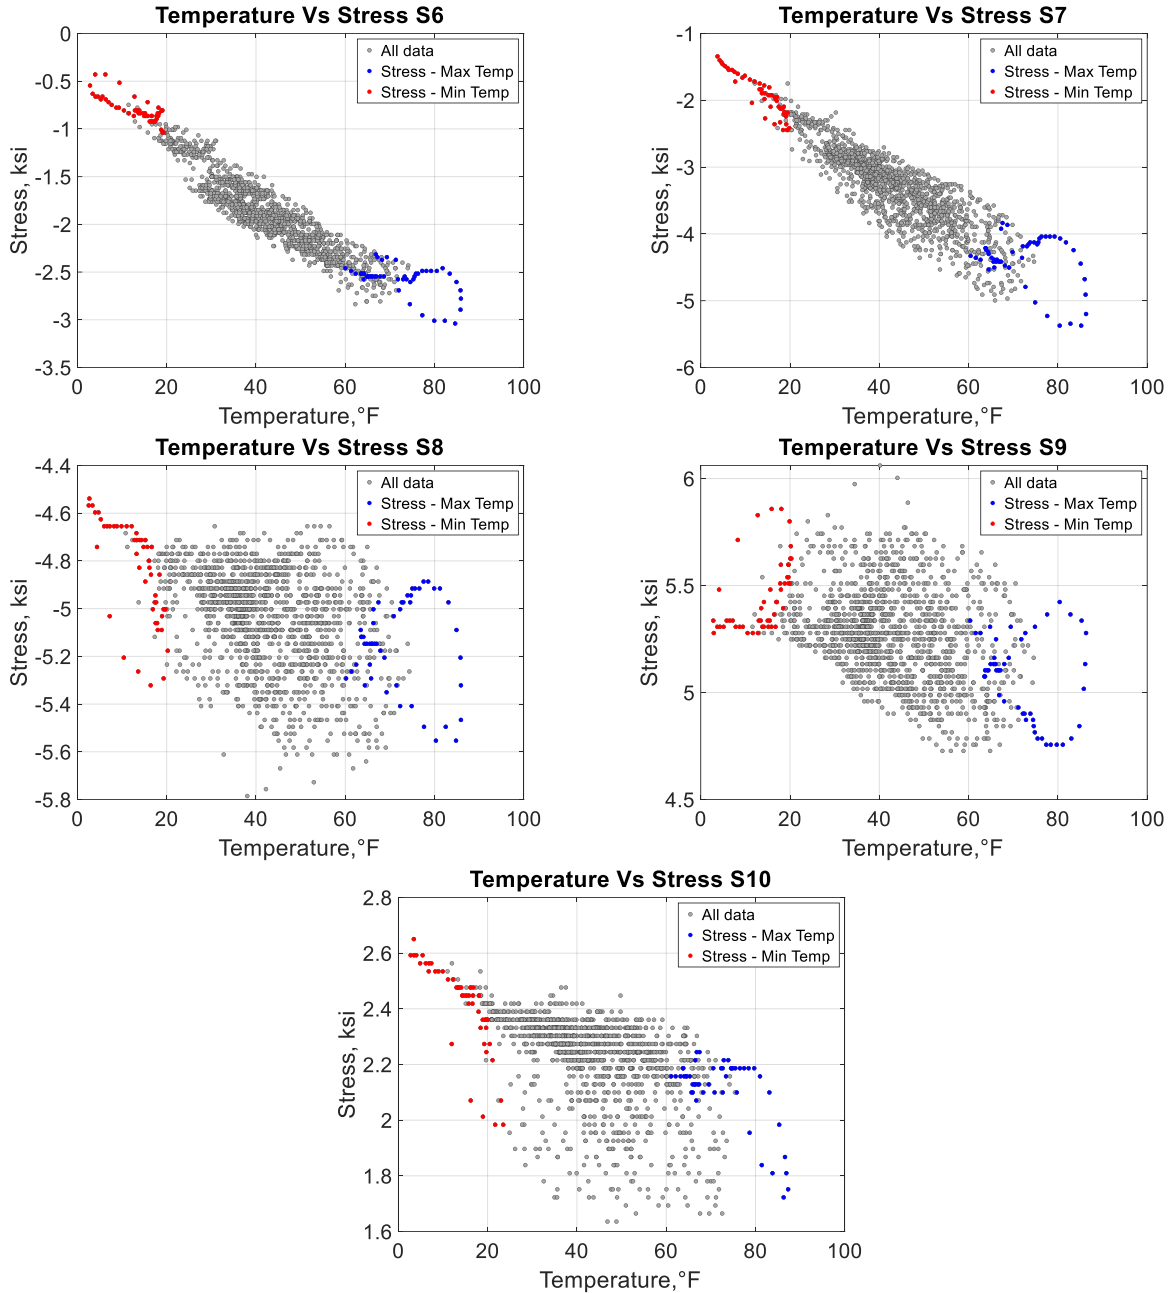 Temperature Vs Stress S6
0
-0.5
-1
-1.5
-2
-2.5
-3
-3.5
Stress, ksi
All data
Stress - Max Temp
Stress - Min Temp
0 20 40 60 80 100
Temperature,°F
Temperature Vs Stress S7
-1
-2
-3
-4
-5
-6
Stress, ksi
All data
Stress - Max Temp
Stress - Min Temp
0 20 40 60 80 100
Temperature,°F
Temperature Vs Stress S8
-4.4
-4.6
-4.8
-5
-5.2
-5.4
-5.6
-5.8
Stress, ksi
All data
Stress - Max Temp
Stress - Min Temp
0 20 40 60 80 100
Temperature,°F
Temperature Vs Stress S9
6
5.5
5
4.5
Stress, ksi
All data
Stress - Max Temp
Stress - Min Temp
0 20 40 60 80 100
Temperature,°F
Temperature Vs Stress S10
2.8
2.6
2.4
2.2
2
1.8
1.6
Stress, ksi
All data
Stress - Max Temp
Stress - Min Temp
0 20 40 60 80 100
Temperature,°F